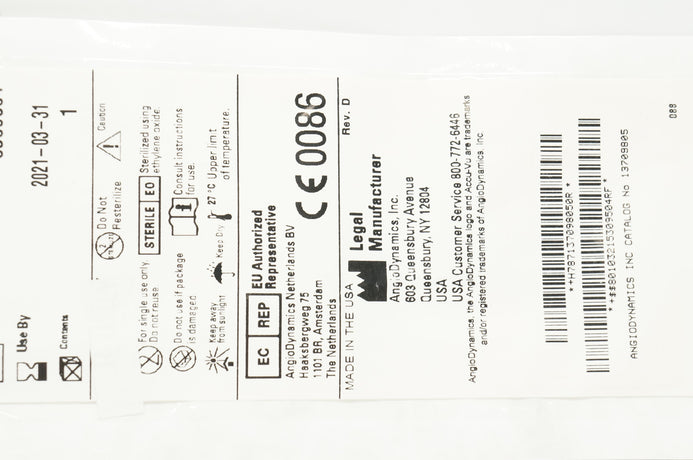 Use By
2021-03-31
Contents
1
Do Not
Resterilize
Caution
For single use only.
Do not reuse
STERILE EO
Sterilized using
ethylene oxide.
Do not use if package
is damaged
Consult instructions
for use.
Keep away
from sunlight
Keep Dry
27 °C Upper limit
of temperature.
EC REP
EU Authorized
Representative
AngioDynamics Netherlands BV
Haaksbergweg 75
1101 BR, Amsterdam
The Netherlands
CE 0086
MADE IN THE USA
Rev. D
Legal
Manufacturer
AngioDynamics, Inc.
603 Queensbury Avenue
Queensbury, NY 12804
USA
USA Customer Service 800-772-6446
AngioDynamics, the AngioDynamics logo and Accu-Vu are trademarks
and/or registered trademarks of AngioDynamics, Inc.
ANGIODYNAMICS INC CATALOG No 13709805
088